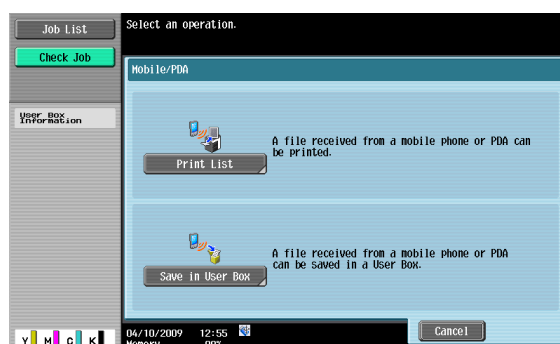 Job List
Select an operation.
Check Job
Mobile/PDA
User Box
Information
A file received from a mobile phone or PDA can
be printed.
Print List
A file received from a mobile phone or PDA
can be saved in a User Box.
Save in User Box
04/10/2009 12:55
Cancel
Y M C K
Memory